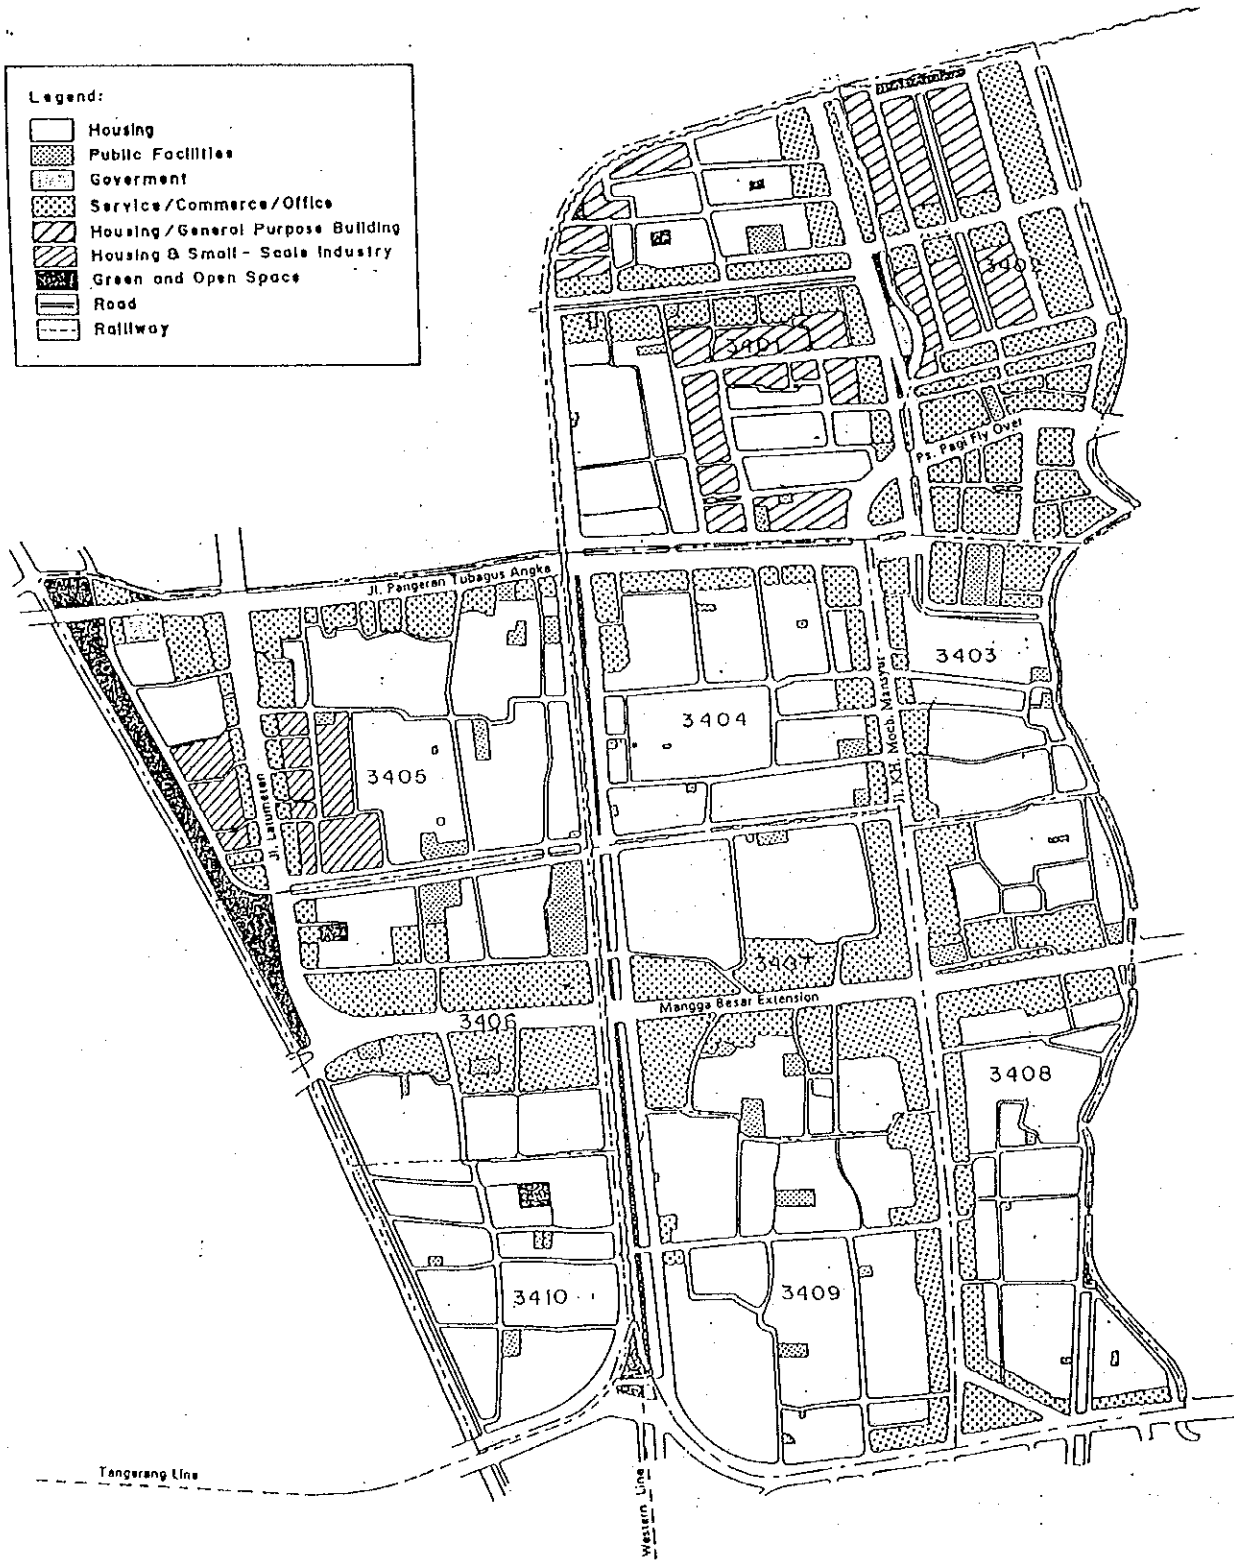 Legend:
Housing
Public Facilities
Goverment
Service/Commerce/Office
Housing/General Purpose Building
Housing & Small-Scale Industry
Green and Open Space
Road
Railiway
3401
Ps. Pagi Fly Over
Jl. Pangeran Tubagus Angke
3403
3404
Jl. K.H. Moch. Mansyur
3405
Jl. Latumeten
3407
Mangga Besar Extension
3406
3408
3410
3409
Tangerang Line
Western Line